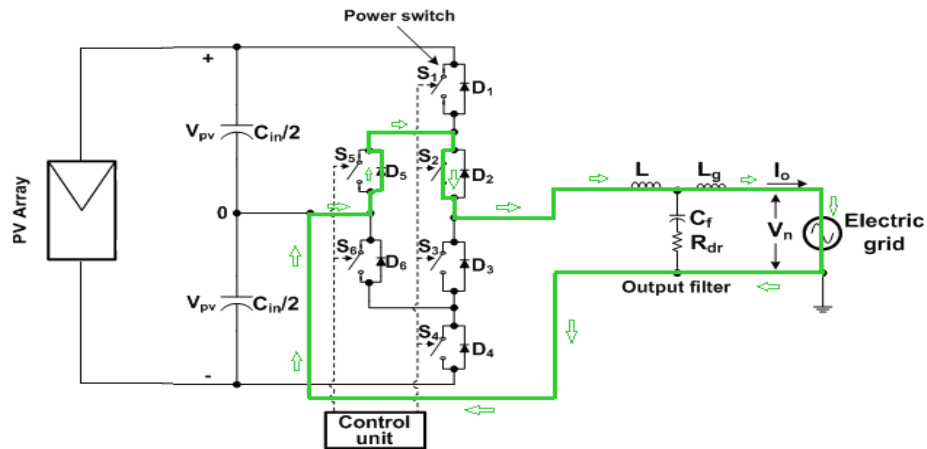 Power switch
+
S1
D1
Vpv
Cin/2
S5
D5
S2
D2
L
Lg
Io
PV Array
0
Cf
Rdr
Vn
Electric
grid
S6
D6
S3
D3
Output filter
Vpv
Cin/2
S4
D4
-
Control
unit